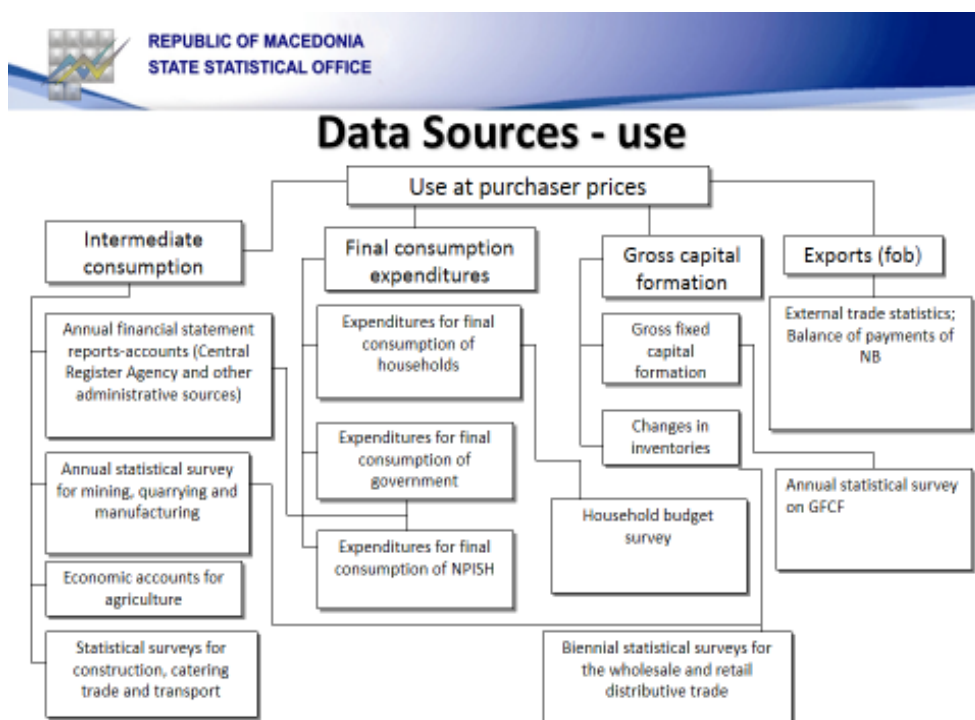 REPUBLIC OF MACEDONIA
STATE STATISTICAL OFFICE
Data Sources - use
Use at purchaser prices
Intermediate
consumption
Final consumption
expenditures
Gross capital
formation
Exports (fob)
Annual financial statement
reports-accounts (Central
Register Agency and other
administrative sources)
Expenditures for final
consumption of
households
Gross fixed
capital
formation
External trade statistics;
Balance of payments of
NB
Changes in
inventories
Annual statistical survey
for mining, quarrying and
manufacturing
Expenditures for final
consumption of
government
Household budget
survey
Annual statistical survey
on GFCF
Expenditures for final
consumption of NPISH
Economic accounts for
agriculture
Statistical surveys for
construction, catering
trade and transport
Biennial statistical surveys for
the wholesale and retail
distributive trade